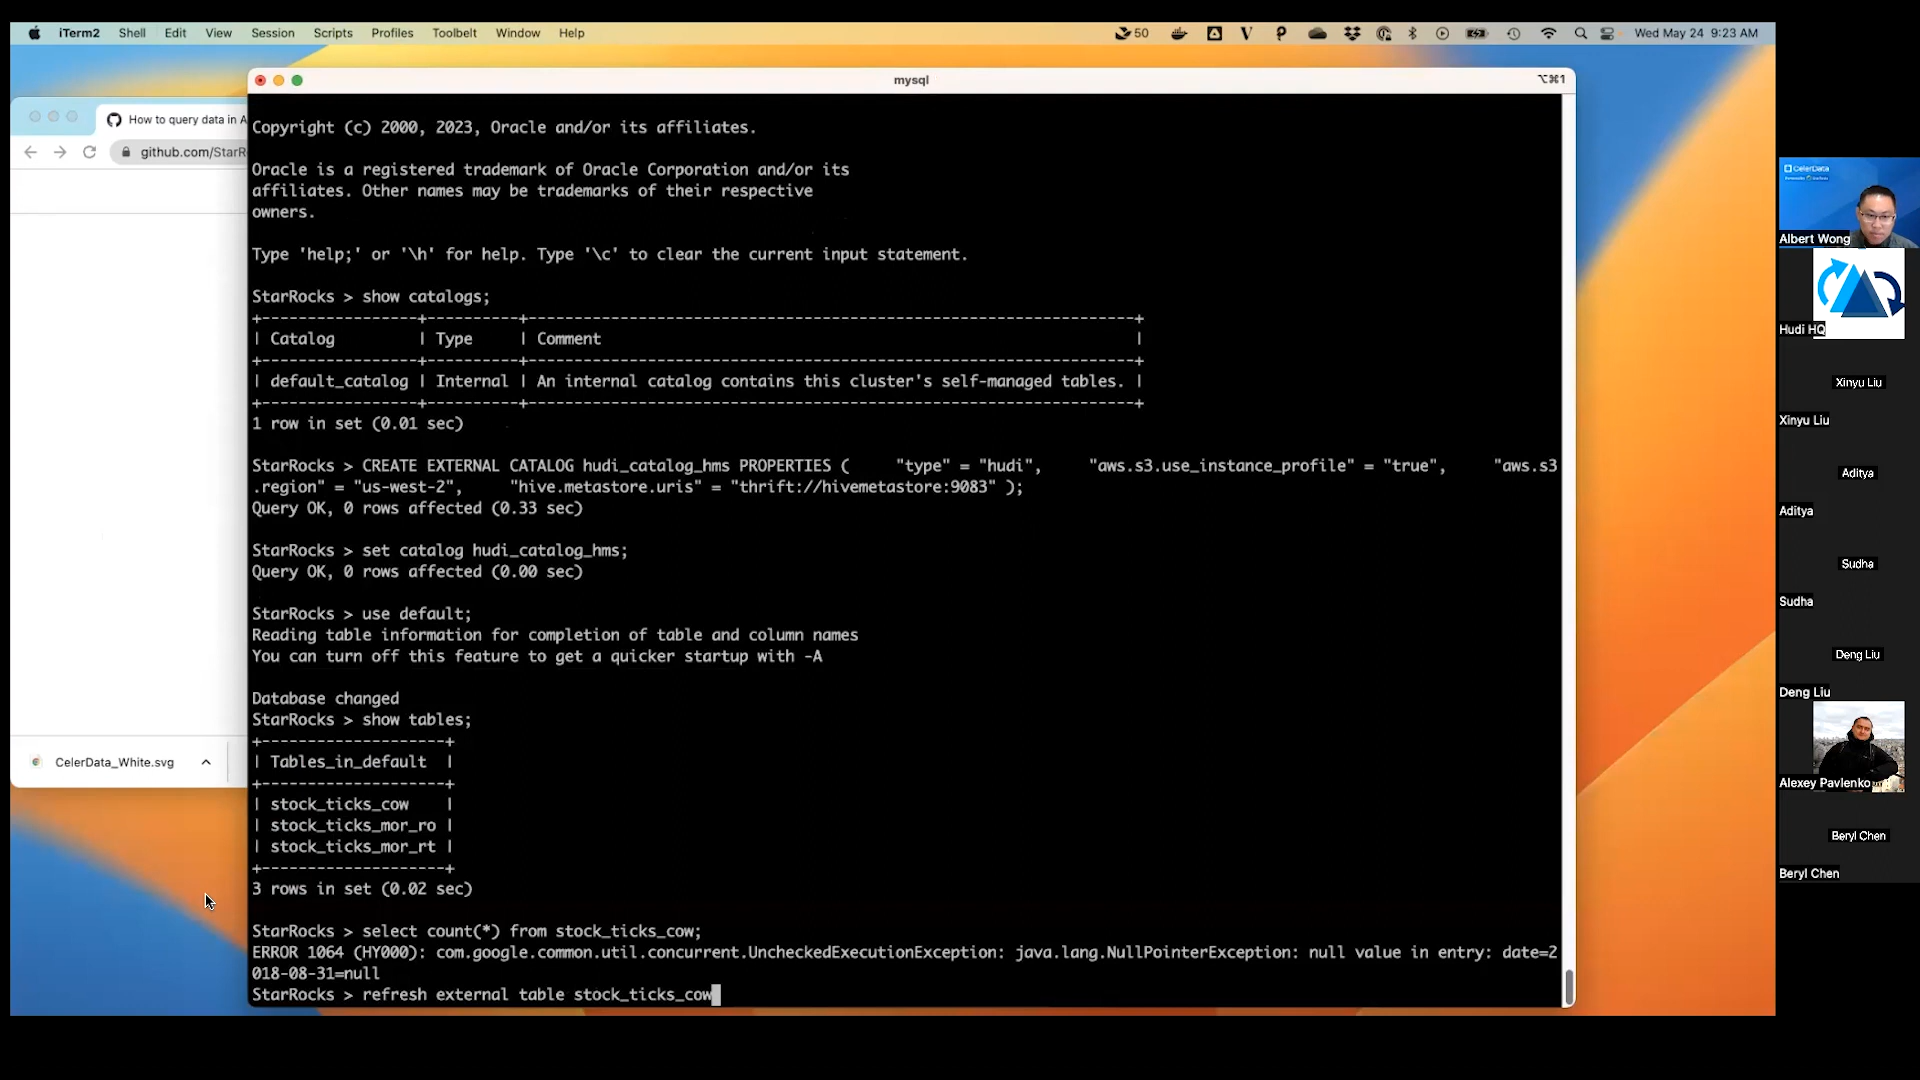 iTerm2 Shell Edit View Session Scripts Profiles Toolbelt Window Help 50 Wed May 24 9:23 AM
mysql ⌥⌘1
How to query data in A
github.com/StarR
Copyright (c) 2000, 2023, Oracle and/or its affiliates.
Oracle is a registered trademark of Oracle Corporation and/or its
affiliates. Other names may be trademarks of their respective
owners.
Type 'help;' or '\h' for help. Type '\c' to clear the current input statement.
StarRocks > show catalogs;
+-----------------+----------+------------------------------------------------------------------+
| Catalog | Type | Comment |
+-----------------+----------+------------------------------------------------------------------+
| default_catalog | Internal | An internal catalog contains this cluster's self-managed tables. |
+-----------------+----------+------------------------------------------------------------------+
1 row in set (0.01 sec)
StarRocks > CREATE EXTERNAL CATALOG hudi_catalog_hms PROPERTIES ( "type" = "hudi", "aws.s3.use_instance_profile" = "true", "aws.s3
.region" = "us-west-2", "hive.metastore.uris" = "thrift://hivemetastore:9083" );
Query OK, 0 rows affected (0.33 sec)
StarRocks > set catalog hudi_catalog_hms;
Query OK, 0 rows affected (0.00 sec)
StarRocks > use default;
Reading table information for completion of table and column names
You can turn off this feature to get a quicker startup with -A
Database changed
StarRocks > show tables;
+--------------------+
| Tables_in_default |
+--------------------+
| stock_ticks_cow |
| stock_ticks_mor_ro |
| stock_ticks_mor_rt |
+--------------------+
3 rows in set (0.02 sec)
StarRocks > select count(*) from stock_ticks_cow;
ERROR 1064 (HY000): com.google.common.util.concurrent.UncheckedExecutionException: java.lang.NullPointerException: null value in entry: date=2
018-08-31=null
StarRocks > refresh external table stock_ticks_cow
CelerData_White.svg
CelerData
Albert Wong
Hudi HQ
Xinyu Liu
Xinyu Liu
Aditya
Aditya
Sudha
Sudha
Deng Liu
Deng Liu
Alexey Pavlenko
Beryl Chen
Beryl Chen